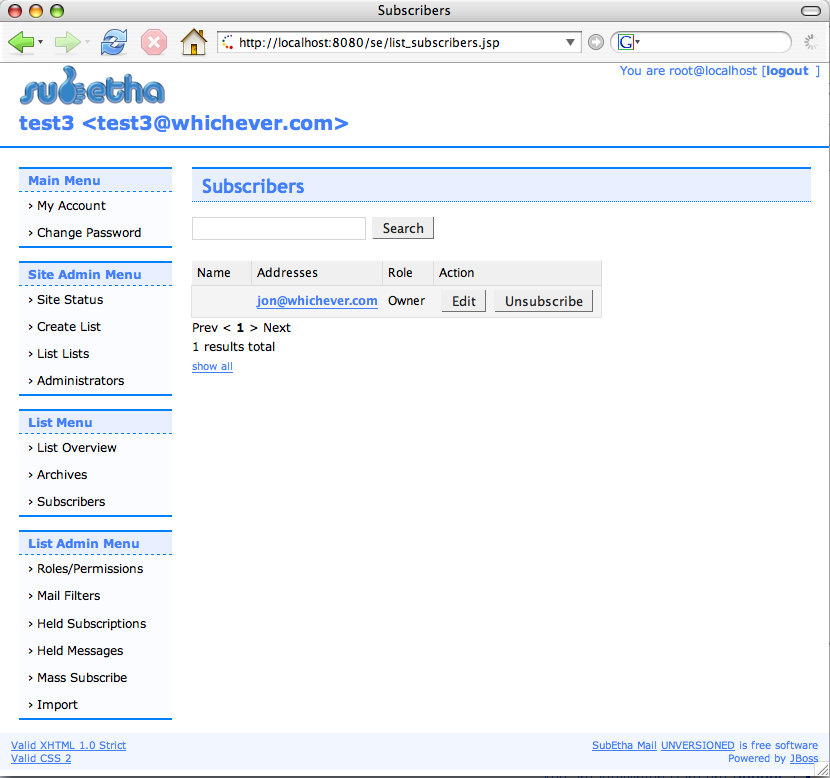 Subscribers
http://localhost:8080/se/list_subscribers.jsp
G
You are root@localhost [logout ]
subetha
test3 <test3@whichever.com>
Main Menu
› My Account
› Change Password
Site Admin Menu
› Site Status
› Create List
› List Lists
› Administrators
List Menu
› List Overview
› Archives
› Subscribers
List Admin Menu
› Roles/Permissions
› Mail Filters
› Held Subscriptions
› Held Messages
› Mass Subscribe
› Import
Subscribers
Search
Name Addresses Role Action
jon@whichever.com Owner Edit Unsubscribe
Prev < 1 > Next
1 results total
show all
Valid XHTML 1.0 Strict
Valid CSS 2
SubEtha Mail UNVERSIONED is free software
Powered by JBoss